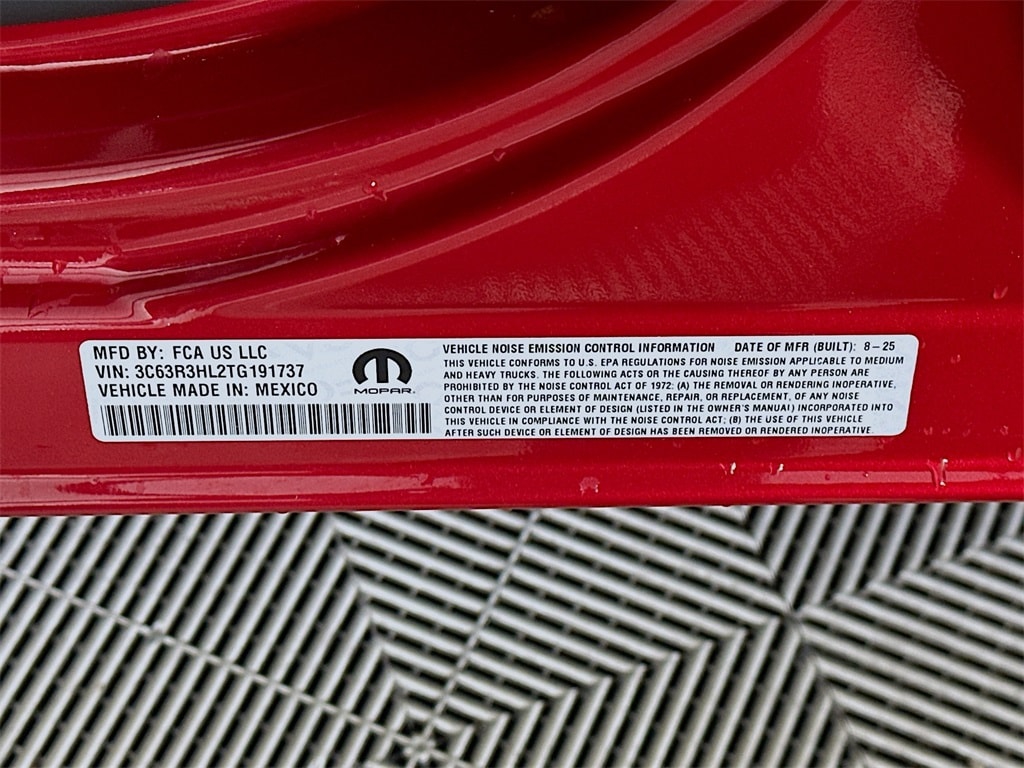 MFD BY: FCA US LLC
VIN: 3C63R3HL2TG191737
VEHICLE MADE IN: MEXICO
MOPAR.
VEHICLE NOISE EMISSION CONTROL INFORMATION DATE OF MFR (BUILT): 8-25
THIS VEHICLE CONFORMS TO U.S. EPA REGULATIONS FOR NOISE EMISSION APPLICABLE TO MEDIUM
AND HEAVY TRUCKS. THE FOLLOWING ACTS OR THE CAUSING THEREOF BY ANY PERSON ARE
PROHIBITED BY THE NOISE CONTROL ACT OF 1972: (A) THE REMOVAL OR RENDERING INOPERATIVE,
OTHER THAN FOR PURPOSES OF MAINTENANCE, REPAIR, OR REPLACEMENT, OF ANY NOISE
CONTROL DEVICE OR ELEMENT OF DESIGN (LISTED IN THE OWNER'S MANUAL) INCORPORATED INTO
THIS VEHICLE IN COMPLIANCE WITH THE NOISE CONTROL ACT; (B) THE USE OF THIS VEHICLE
AFTER SUCH DEVICE OR ELEMENT OF DESIGN HAS BEEN REMOVED OR RENDERED INOPERATIVE.